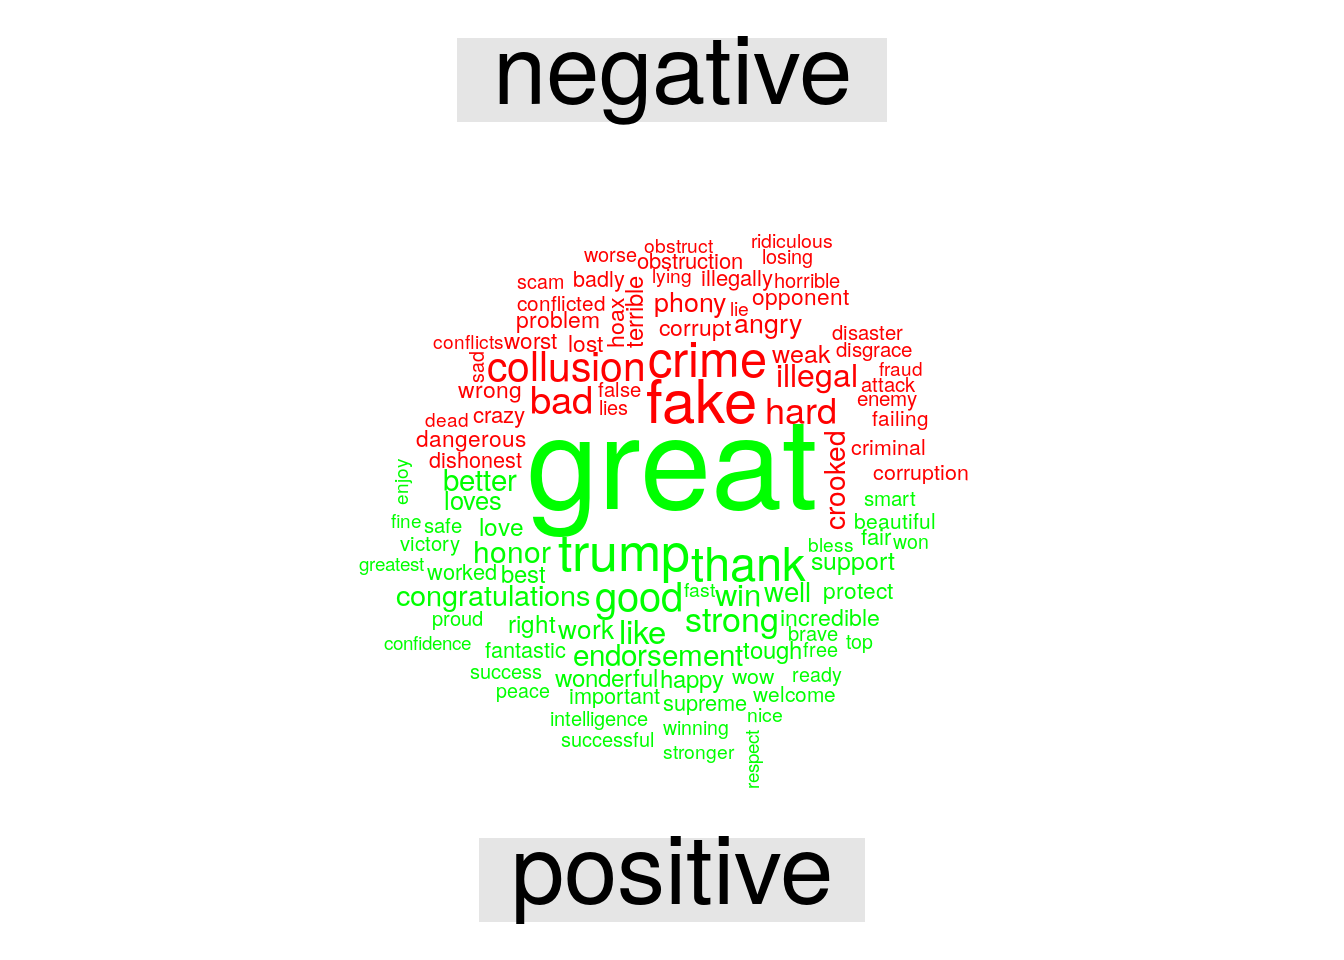 negative
ridiculous
obstruct
worse
obstruction
losing
scam
badly
lying
illegally
horrible
conflicted
hoax
terrible
phony
lie
opponent
problem
corrupt
angry
disaster
conflicts
worst
lost
crime
weak
disgrace
sad
collusion
illegal
fraud
attack
wrong
bad
false
fake
hard
enemy
lies
dead
crazy
failing
dangerous
great
crooked
criminal
dishonest
corruption
enjoy
better
loves
smart
fine
safe
love
beautiful
victory
honor
trump
thank
bless
fair
won
greatest
worked
best
support
congratulations
good
fast
win
well
protect
proud
right
work
like
strong
incredible
brave
confidence
fantastic
endorsement
tough
free
top
success
wonderful
happy
wow
ready
peace
important
supreme
welcome
intelligence
winning
nice
successful
stronger
respect
positive